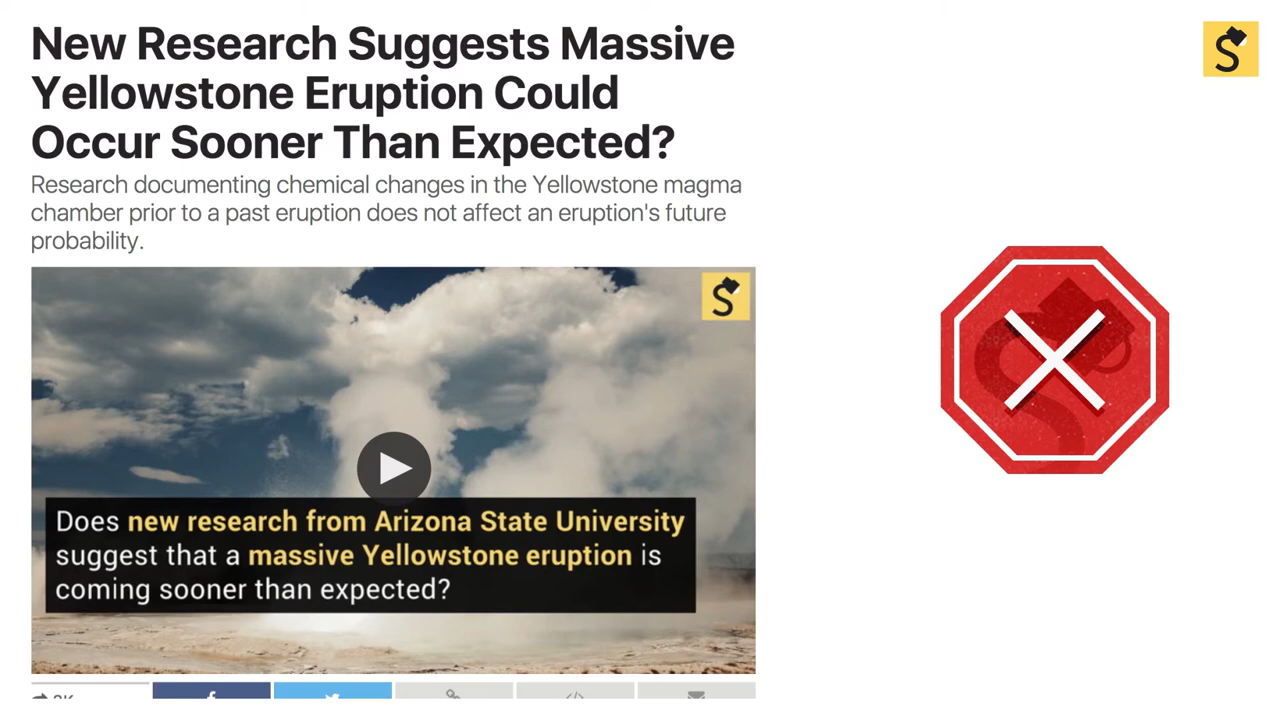 New Research Suggests Massive
Yellowstone Eruption Could
Occur Sooner Than Expected?
Research documenting chemical changes in the Yellowstone magma
chamber prior to a past eruption does not affect an eruption's future
probability.
Does new research from Arizona State University
suggest that a massive Yellowstone eruption is
coming sooner than expected?